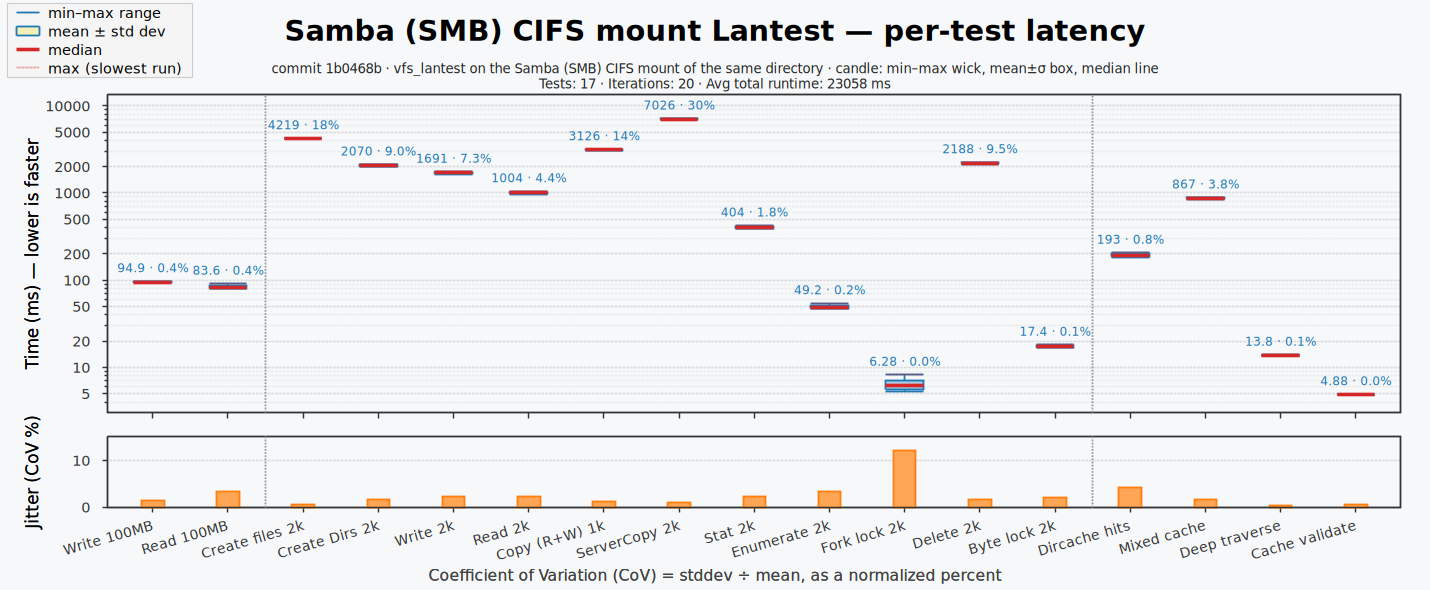 min–max range
mean ± std dev
median
max (slowest run)
Samba (SMB) CIFS mount Lantest — per-test latency
commit 1b0468b · vfs_lantest on the Samba (SMB) CIFS mount of the same directory · candle: min–max wick, mean±σ box, median line
Tests: 17 · Iterations: 20 · Avg total runtime: 23058 ms
Time (ms) — lower is faster
10000
5000
2000
1000
500
200
100
50
20
10
5
94.9 · 0.4%
83.6 · 0.4%
4219 · 18%
2070 · 9.0%
1691 · 7.3%
1004 · 4.4%
3126 · 14%
7026 · 30%
404 · 1.8%
49.2 · 0.2%
6.28 · 0.0%
2188 · 9.5%
17.4 · 0.1%
193 · 0.8%
867 · 3.8%
13.8 · 0.1%
4.88 · 0.0%
Jitter (CoV %)
10
0
Write 100MB
Read 100MB
Create files 2k
Create Dirs 2k
Write 2k
Read 2k
Copy (R+W) 1k
ServerCopy 2k
Stat 2k
Enumerate 2k
Fork lock 2k
Delete 2k
Byte lock 2k
Dircache hits
Mixed cache
Deep traverse
Cache validate
Coefficient of Variation (CoV) = stddev ÷ mean, as a normalized percent